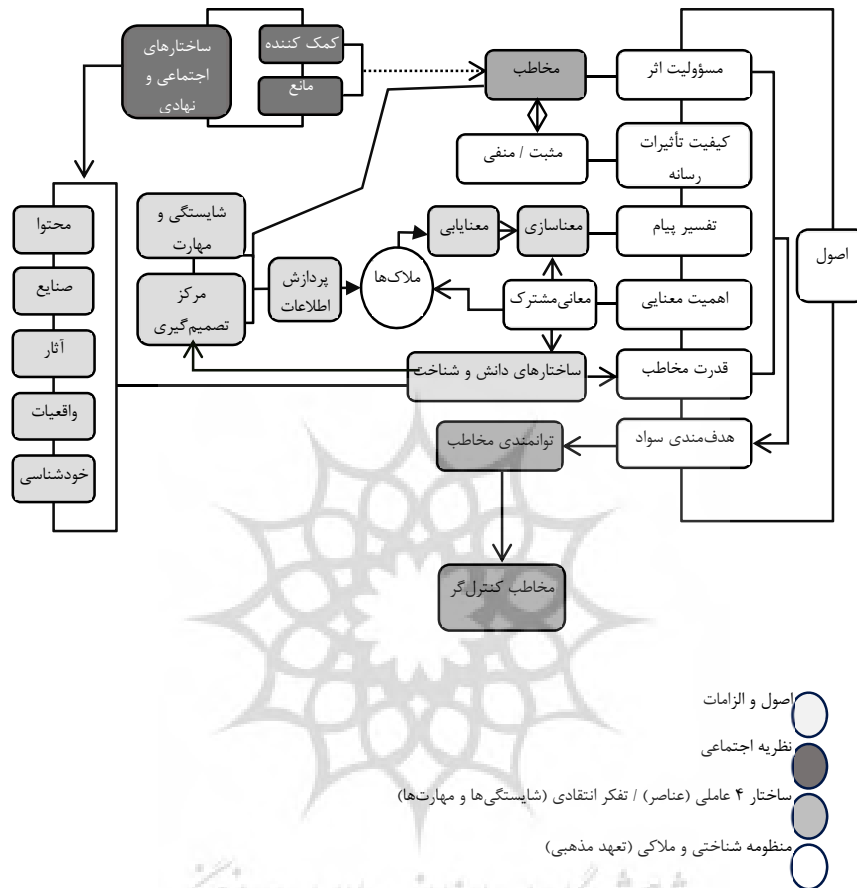 اصول
مسؤولیت اثر
مخاطب
کمک کننده
مانع
ساختارهای
اجتماعی و
نهادی
کیفیت تأثیرات
رسانه
مثبت / منفی
تفسیر پیام
معناسازی
معنایابی
شایستگی و
مهارت
محتوا
اهمیت معنایی
معانی‌مشترک
ملاک‌ها
پردازش
اطلاعات
مرکز
تصمیم‌گیری
صنایع
قدرت مخاطب
ساختارهای دانش و شناخت
آثار
واقعیات
هدف‌مندی سواد
توانمندی مخاطب
خودشناسی
مخاطب کنترل‌گر
اصول و الزامات
نظریه اجتماعی
ساختار ۴ عاملی (عناصر) / تفکر انتقادی (شایستگی‌ها و مهارت‌ها)
منظومه شناختی و ملاکی (تعهد مذهبی)